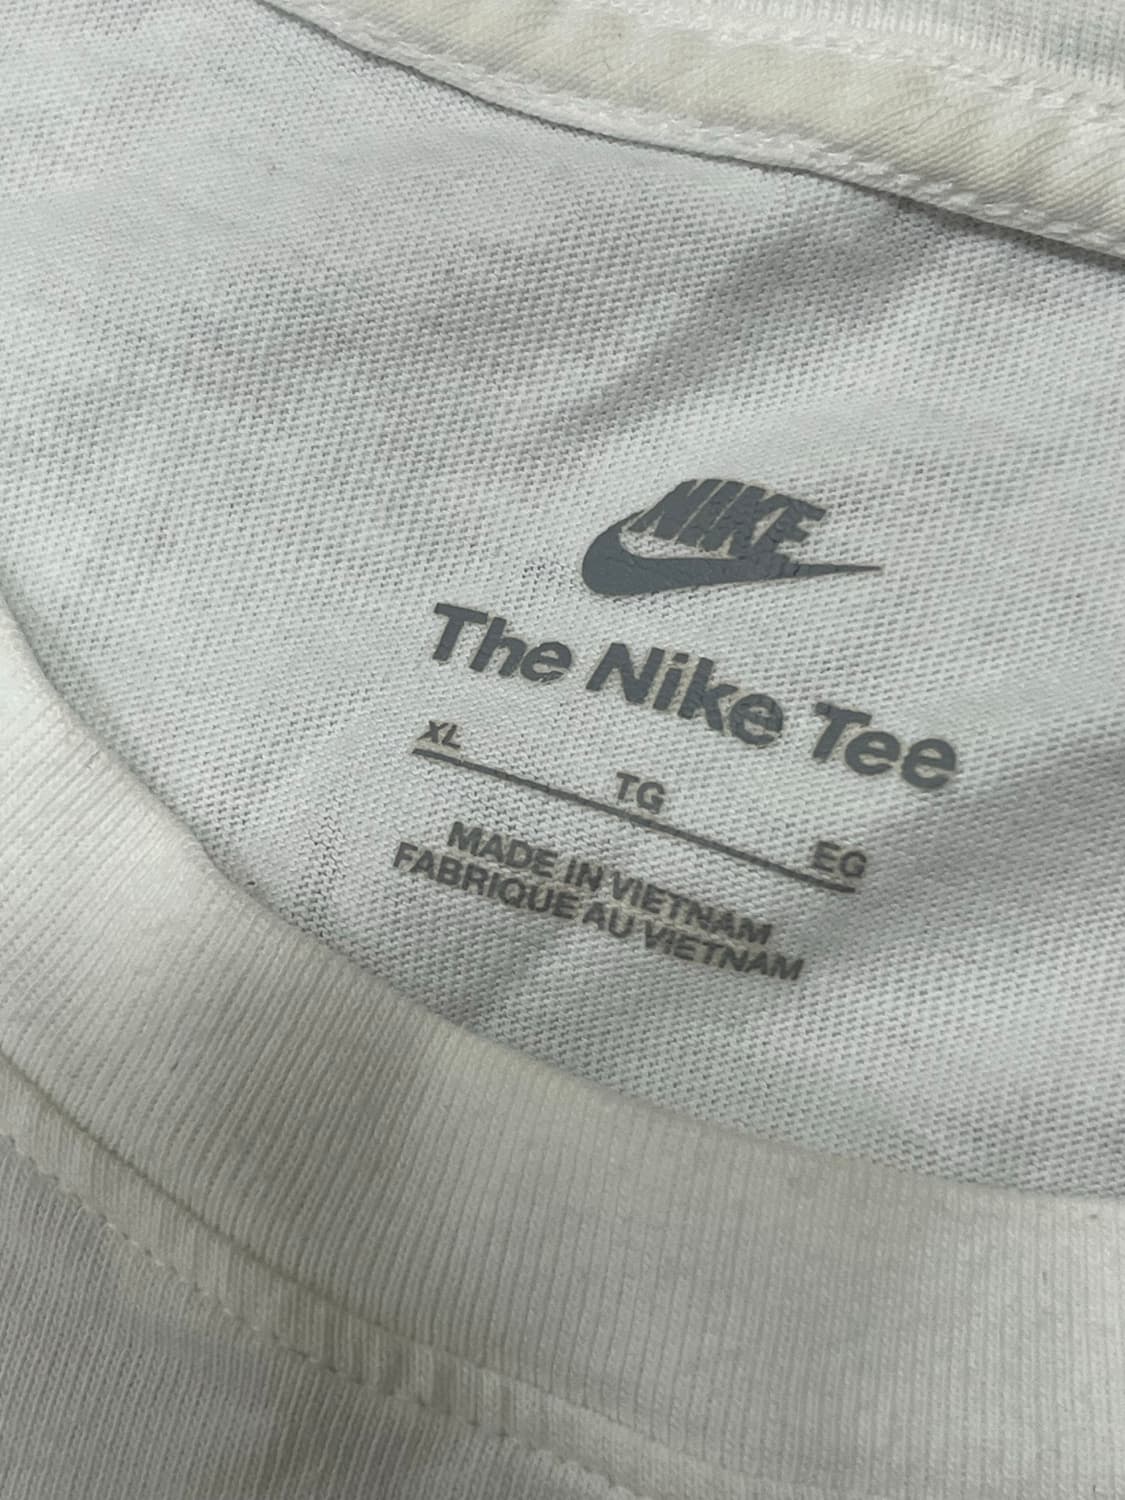 NIKE
The Nike Tee
XL TG EG
MADE IN VIETNAM
FABRIQUE AU VIETNAM